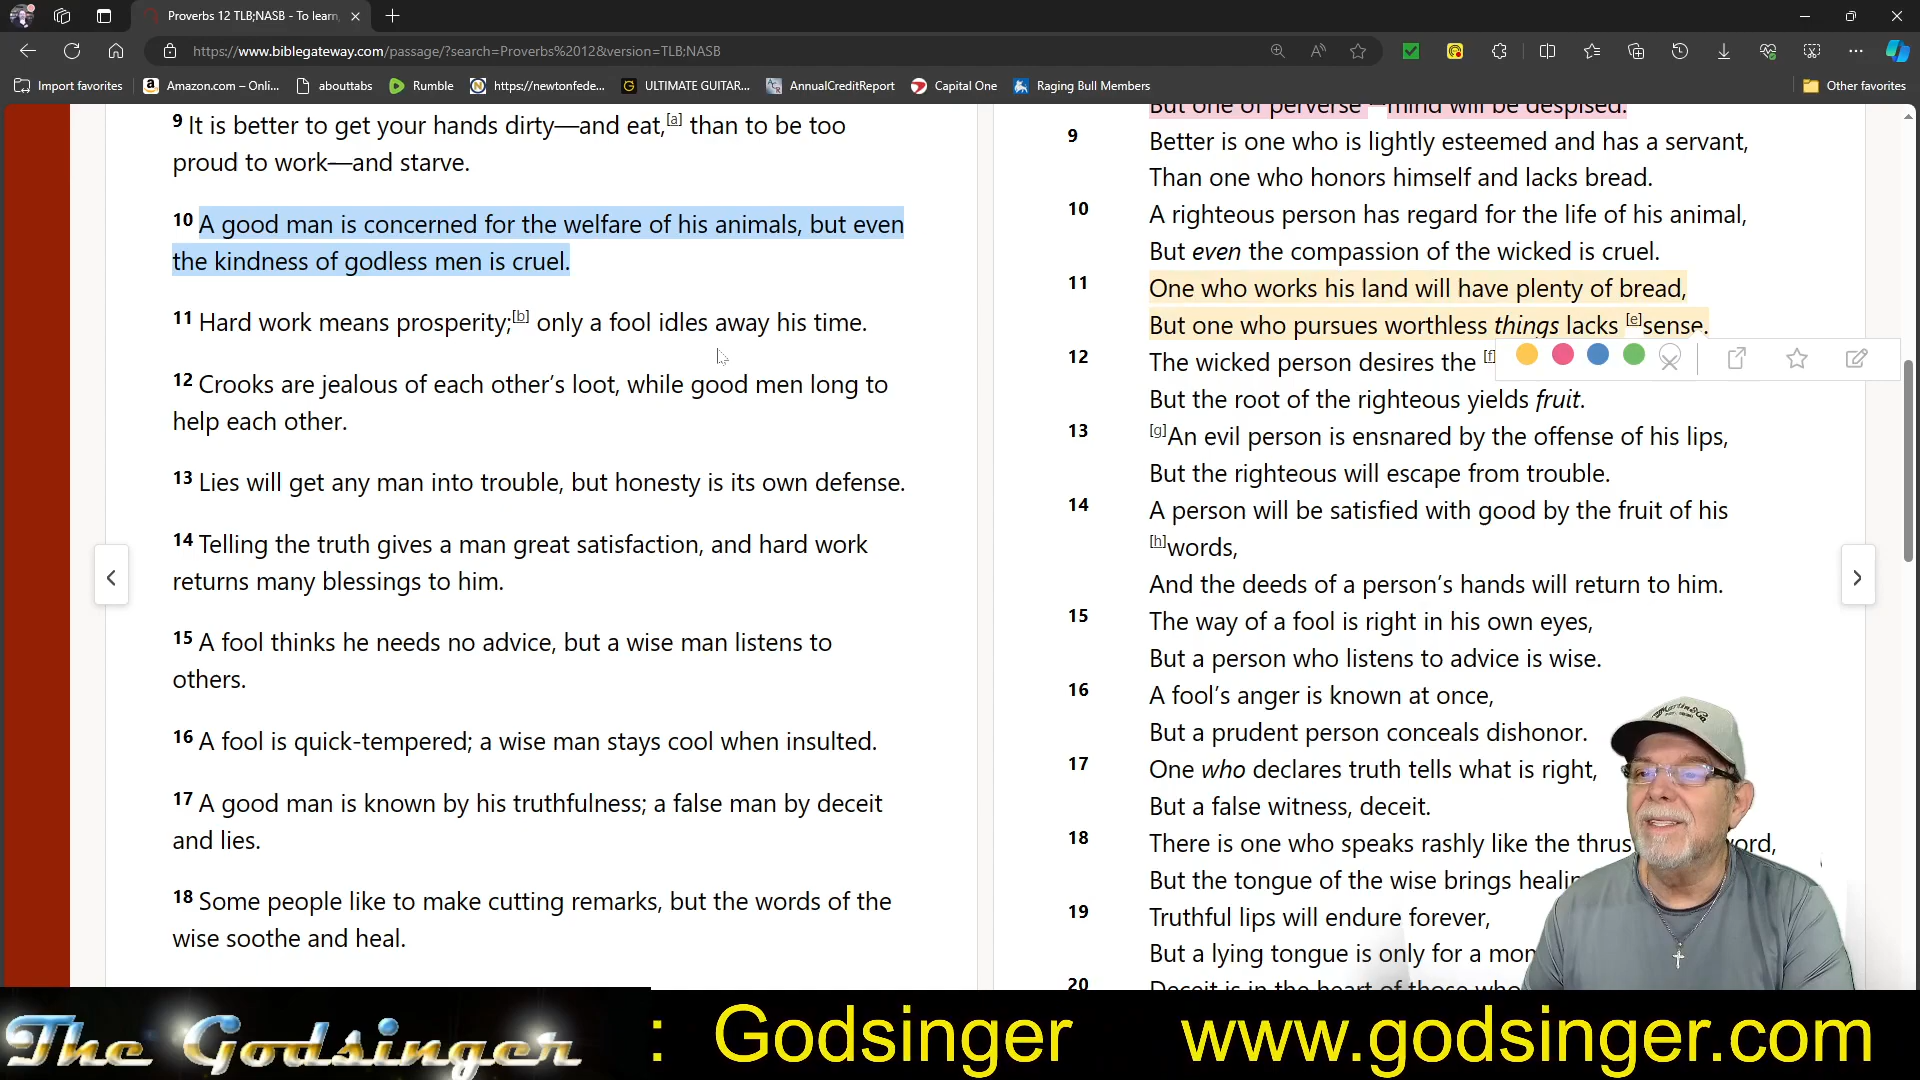 Proverbs 12 TLB;NASB - To learn,
https://www.biblegateway.com/passage/?search=Proverbs%2012&version=TLB;NASB
Import favorites
Amazon.com – Onli...
abouttabs
Rumble
https://newtonfede...
ULTIMATE GUITAR...
AnnualCreditReport
Capital One
Raging Bull Members
Other favorites
9 It is better to get your hands dirty—and eat,[a] than to be too
proud to work—and starve.
10 A good man is concerned for the welfare of his animals, but even
the kindness of godless men is cruel.
11 Hard work means prosperity;[b] only a fool idles away his time.
12 Crooks are jealous of each other's loot, while good men long to
help each other.
13 Lies will get any man into trouble, but honesty is its own defense.
14 Telling the truth gives a man great satisfaction, and hard work
returns many blessings to him.
15 A fool thinks he needs no advice, but a wise man listens to
others.
16 A fool is quick-tempered; a wise man stays cool when insulted.
17 A good man is known by his truthfulness; a false man by deceit
and lies.
18 Some people like to make cutting remarks, but the words of the
wise soothe and heal.
But one of perverse mind will be despised.
9 Better is one who is lightly esteemed and has a servant,
Than one who honors himself and lacks bread.
10 A righteous person has regard for the life of his animal,
But even the compassion of the wicked is cruel.
11 One who works his land will have plenty of bread,
But one who pursues worthless things lacks [e]sense.
12 The wicked person desires the [f]
But the root of the righteous yields fruit.
13 [g]An evil person is ensnared by the offense of his lips,
But the righteous will escape from trouble.
14 A person will be satisfied with good by the fruit of his
[h]words,
And the deeds of a person's hands will return to him.
15 The way of a fool is right in his own eyes,
But a person who listens to advice is wise.
16 A fool's anger is known at once,
But a prudent person conceals dishonor.
17 One who declares truth tells what is right,
But a false witness, deceit.
18 There is one who speaks rashly like the thrus
But the tongue of the wise brings healin
19 Truthful lips will endure forever,
But a lying tongue is only for a mom
20 Deceit is in the heart of those who
The Godsinger : Godsinger www.godsinger.com